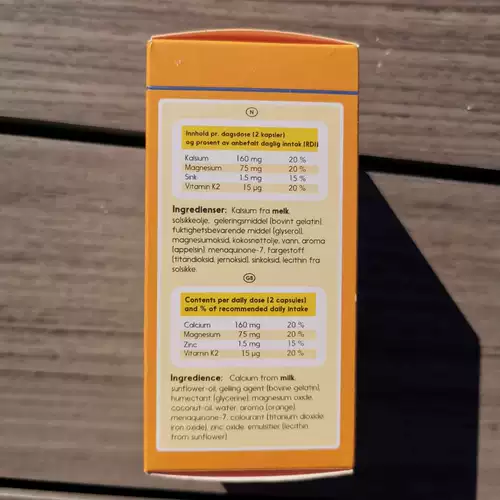 N
Innhold pr. dagsdose (2 kapsler)
og prosent av anbefalt daglig inntak (RDI)
Kalsium 160 mg 20 %
Magnesium 75 mg 20 %
Sink 1.5 mg 15 %
Vitamin K2 15 µg 20 %
Ingredienser: Kalsium fra melk,
solsikkeolje, geleringsmiddel (bovint gelatin),
fuktighetsbevarende middel (glyserol),
magnesiumoksid, kokosnøttolje, vann, aroma
(appelsin), menaquinone-7, fargestoff
(titandioksid, jernoksid), sinkoksid, lecithin fra
solsikke.
GB
Contents per daily dose (2 capsules)
and % of recommended daily intake
Calcium 160 mg 20 %
Magnesium 75 mg 20 %
Zinc 1.5 mg 15 %
Vitamin K2 15 µg 20 %
Ingredience: Calcium from milk,
sunflower-oil, gelling agent (bovine gelatin),
humectant (glycerine), magnesium oxide,
coconut-oil, water, aroma (orange),
menaquinone-7, colourant (titanium dioxide
iron oxide), zinc oxide, emulsifier (lecithin
from sunflower)